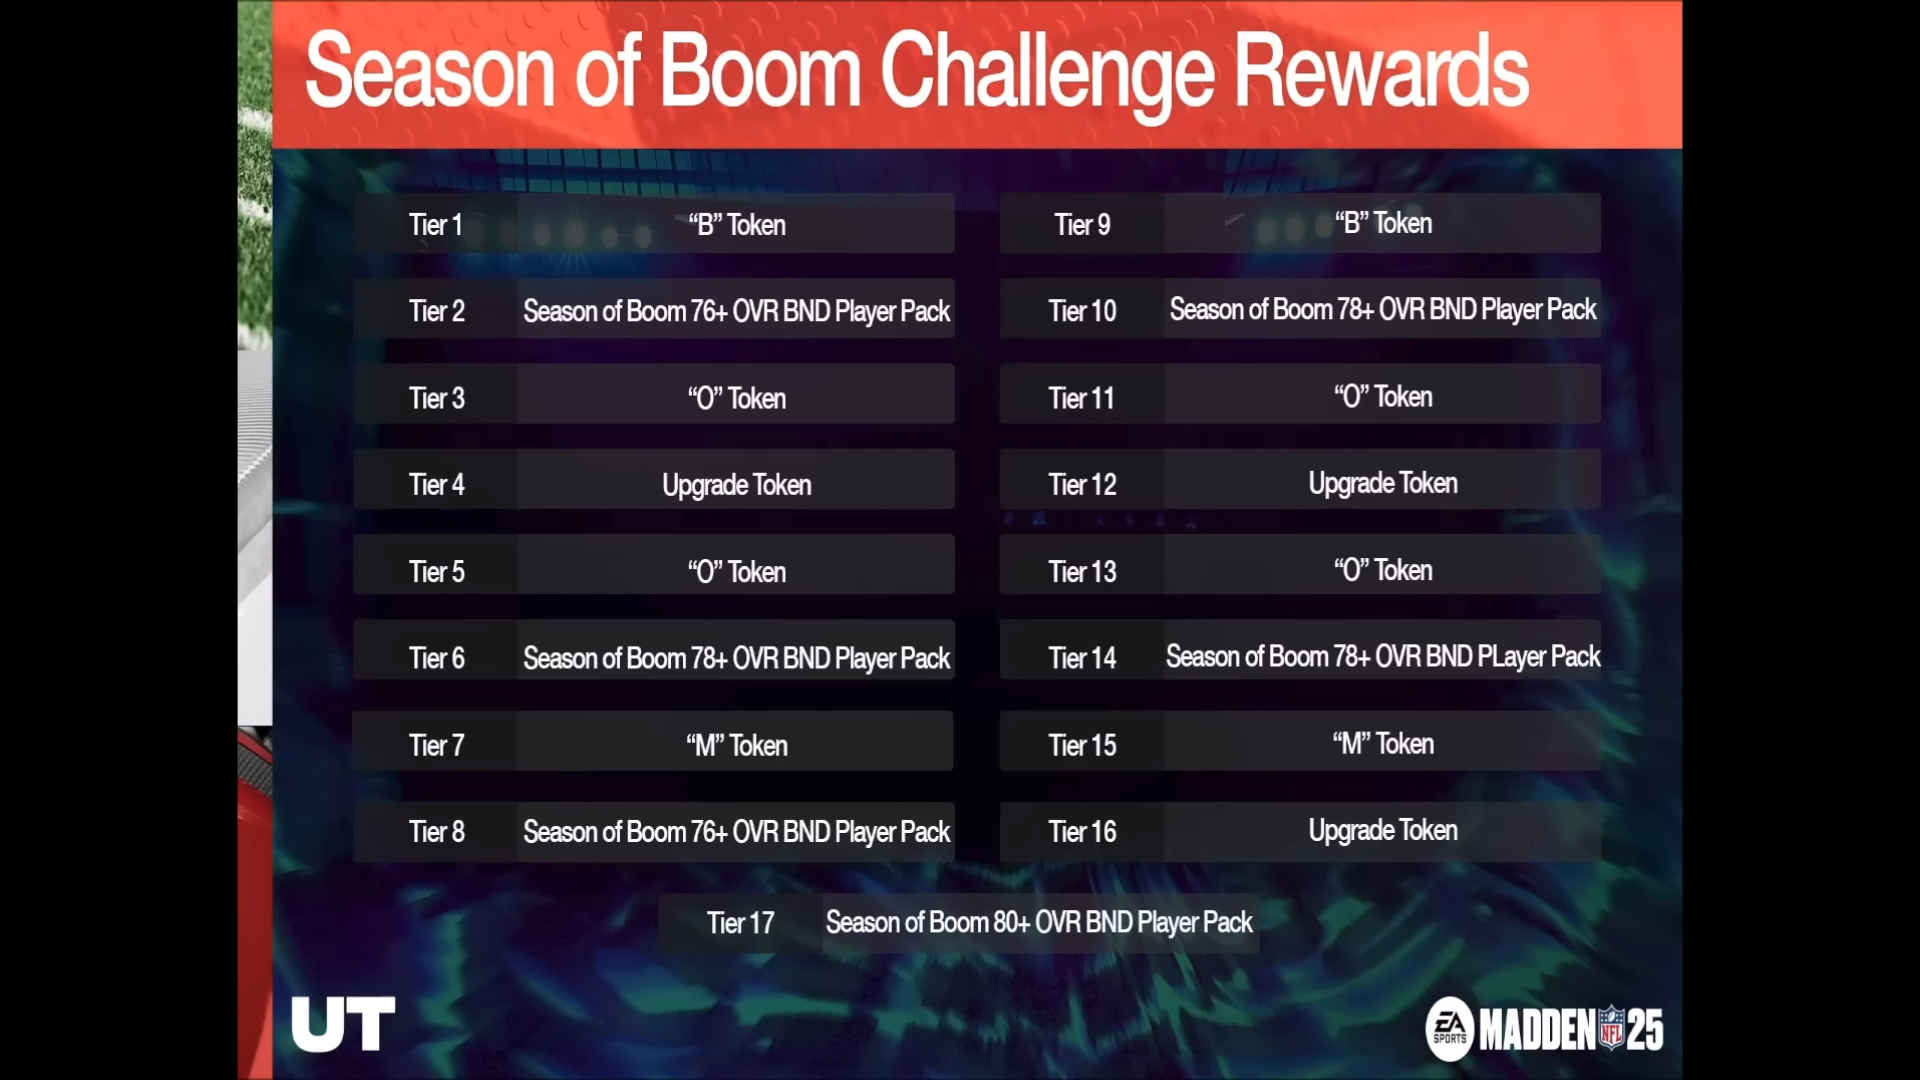 Season of Boom Challenge Rewards
Tier 1 “B” Token
Tier 2 Season of Boom 76+ OVR BND Player Pack
Tier 3 “O” Token
Tier 4 Upgrade Token
Tier 5 “O” Token
Tier 6 Season of Boom 78+ OVR BND Player Pack
Tier 7 “M” Token
Tier 8 Season of Boom 76+ OVR BND Player Pack
Tier 9 “B” Token
Tier 10 Season of Boom 78+ OVR BND Player Pack
Tier 11 “O” Token
Tier 12 Upgrade Token
Tier 13 “O” Token
Tier 14 Season of Boom 78+ OVR BND PLayer Pack
Tier 15 “M” Token
Tier 16 Upgrade Token
Tier 17 Season of Boom 80+ OVR BND Player Pack
UT
EA SPORTS MADDEN NFL 25